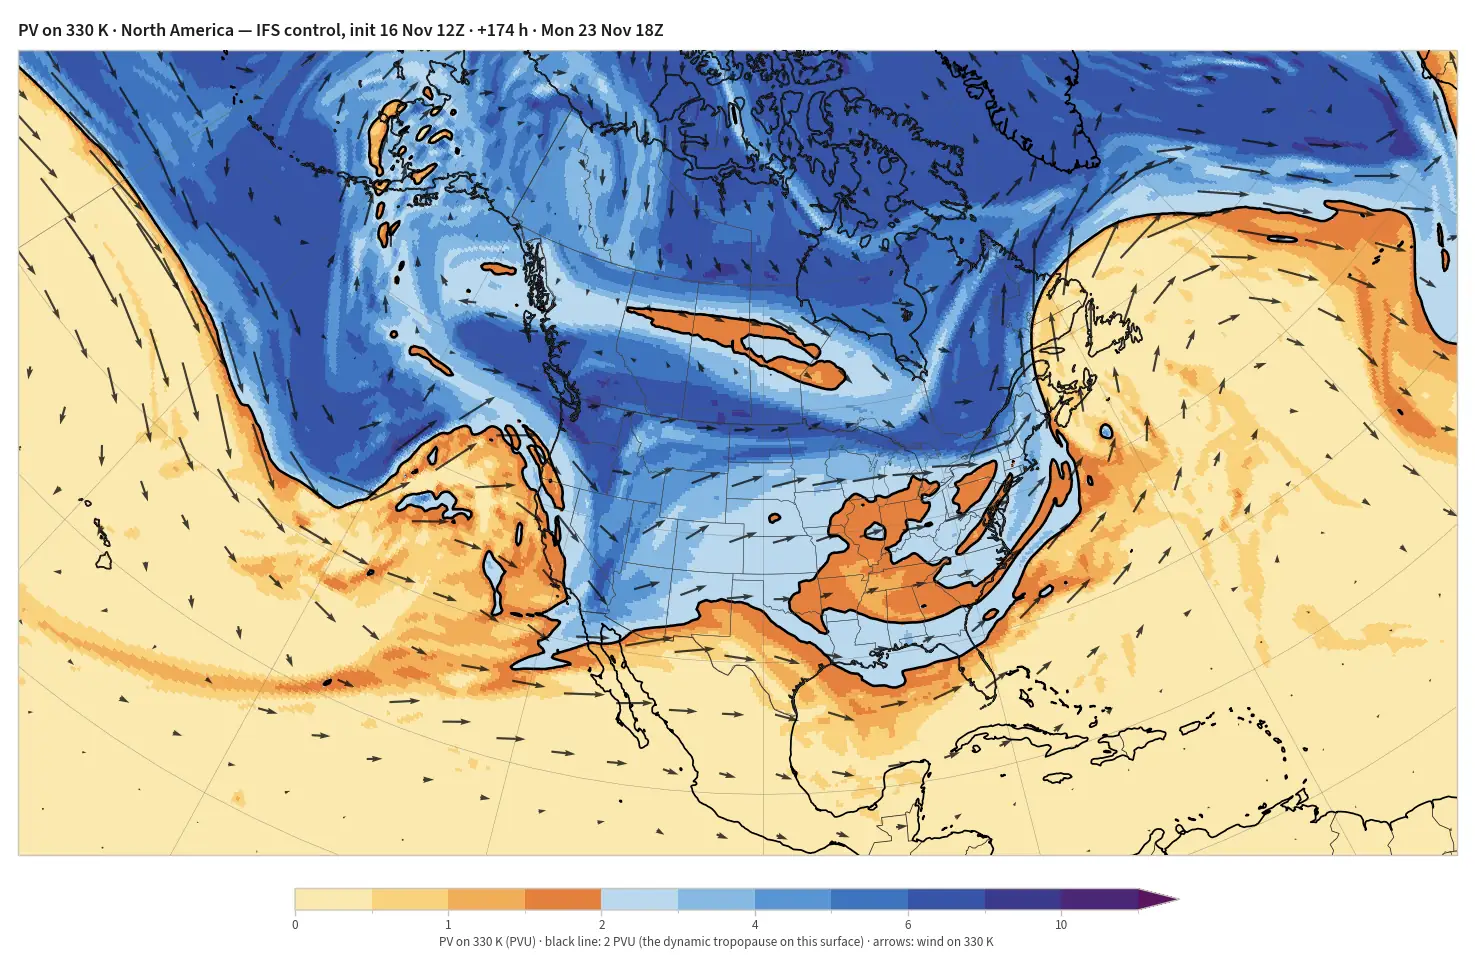 PV on 330 K · North America — IFS control, init 16 Nov 12Z · +174 h · Mon 23 Nov 18Z
0 1 2 4 6 10
PV on 330 K (PVU) · black line: 2 PVU (the dynamic tropopause on this surface) · arrows: wind on 330 K